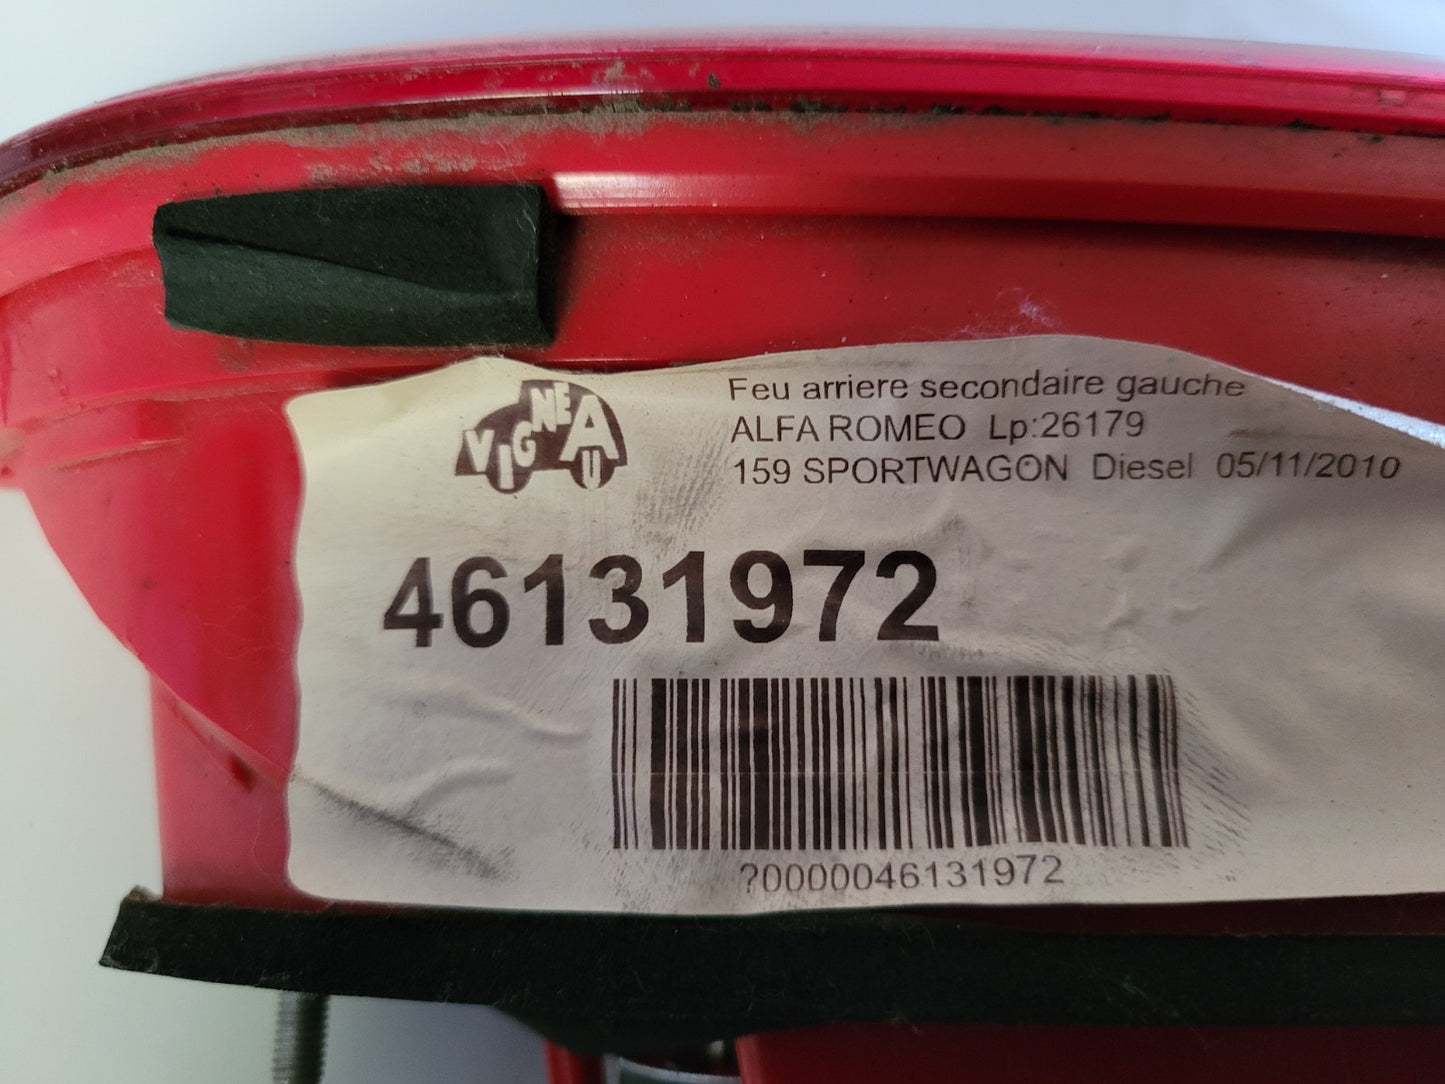 VIGNEAU
Feu arriere secondaire gauche
ALFA ROMEO Lp:26179
159 SPORTWAGON Diesel 05/11/2010
46131972
?0000046131972